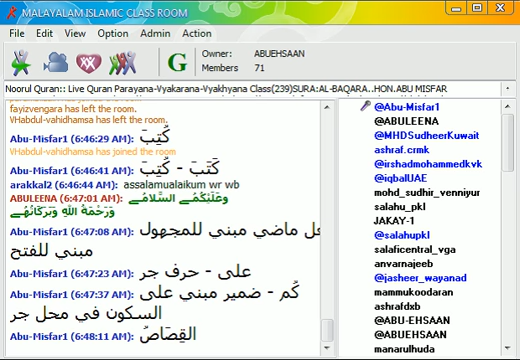 MALAYALAM ISLAMIC CLASS ROOM
File Edit View Option Admin Action
G
Owner: ABUEHSAAN
Members 71
Noorul Quran:: Live Quran Parayana-Vyakarana-Vyakhyana Class(239)SURA:AL-BAQARA..HON.ABU MISFAR
fayizvengara has left the room.
VHabdul-vahidhamsa has left the room.
Abu-Misfar1 (6:46:29 AM): كُتِبَ
VHabdul-vahidhamsa has joined the room
Abu-Misfar1 (6:46:41 AM): كَتَبَ - كُتِبَ
arakkal2 (6:46:44 AM): assalamualaikum wr wb
ABULEENA (6:47:01 AM): وَعَلَيْكُمُے السَّلامُے
وَرَحْمَةُ اللهِ وَبَرَكَاتُهُے
Abu-Misfar1 (6:47:08 AM): فعل ماضي مبني للمجهول
مبني للفتح
Abu-Misfar1 (6:47:23 AM): على - حرف جر
Abu-Misfar1 (6:47:37 AM): كُم - ضمير مبني على
السكون في محل جر
Abu-Misfar1 (6:48:11 AM): القِصَاصُ
@Abu-Misfar1
@ABULEENA
@MHDSudheerKuwait
ashraf.crmk
@irshadmohammedkvk
@iqbalUAE
mohd_sudhir_venniyur
salahu_pkl
JAKAY-1
@salahupkl
salaficentral_vga
anvarnajeeb
@jasheer_wayanad
mammukoodaran
ashrafdxb
@ABU-EHSAAN
@ABU-EHSAAN
manarulhuda